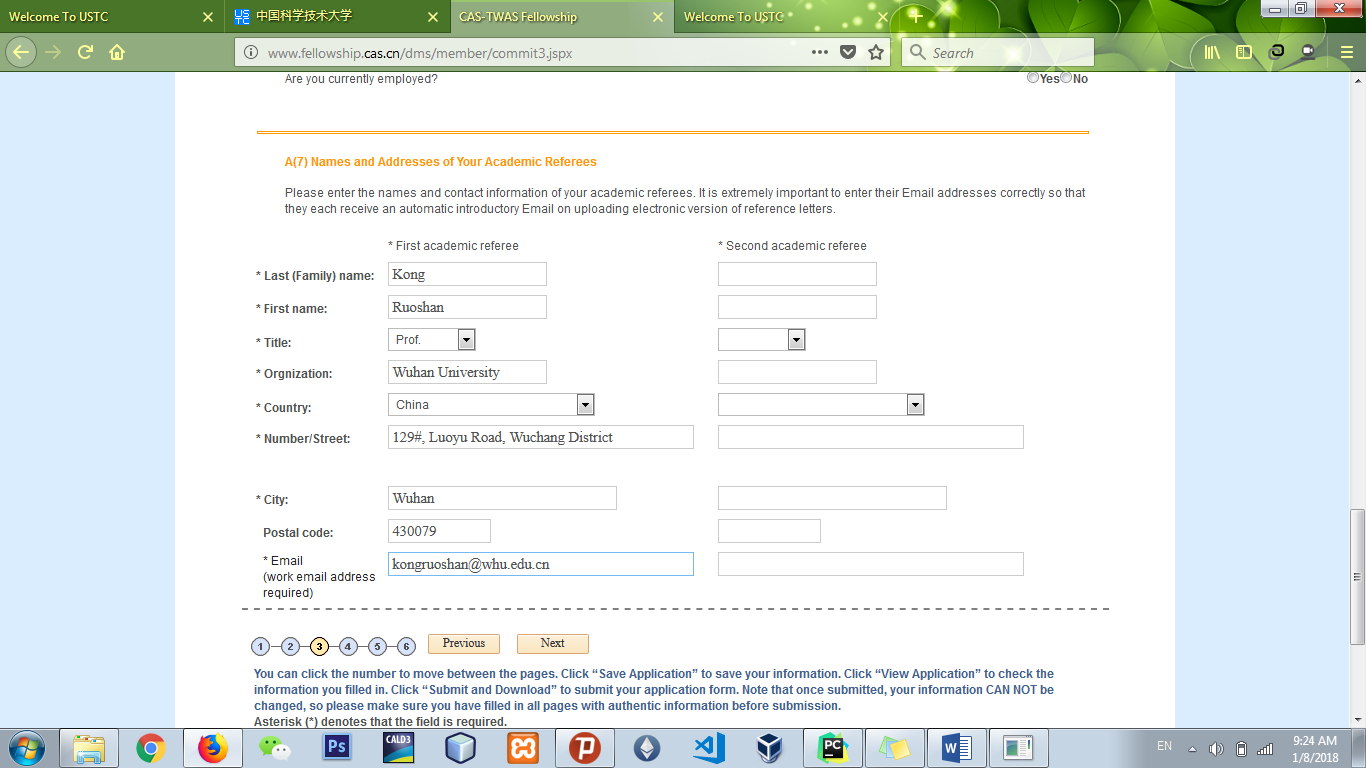 Welcome To USTC
USTC 中国科学技术大学
CAS-TWAS Fellowship
Welcome To USTC
www.fellowship.cas.cn/dms/member/commit3.jspx
Search
Are you currently employed?
Yes No
A(7) Names and Addresses of Your Academic Referees
Please enter the names and contact information of your academic referees. It is extremely important to enter their Email addresses correctly so that
they each receive an automatic introductory Email on uploading electronic version of reference letters.
* First academic referee
* Second academic referee
* Last (Family) name: Kong
* First name: Ruoshan
* Title: Prof.
* Orgnization: Wuhan University
* Country: China
* Number/Street: 129#, Luoyu Road, Wuchang District
* City: Wuhan
Postal code: 430079
* Email
(work email address
required)
kongruoshan@whu.edu.cn
1 2 3 4 5 6 Previous Next
You can click the number to move between the pages. Click “Save Application” to save your information. Click “View Application” to check the
information you filled in. Click “Submit and Download” to submit your application form. Note that once submitted, your information CAN NOT be
changed, so please make sure you have filled in all pages with authentic information before submission.
Asterisk (*) denotes that the field is required.
Ps
CALD3
PC
W
EN
9:24 AM
1/8/2018